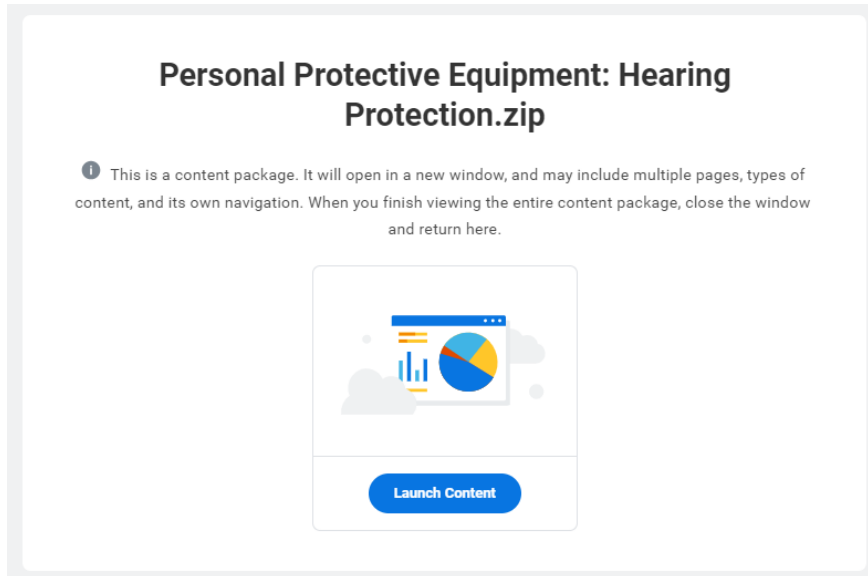 Personal Protective Equipment: Hearing
Protection.zip
This is a content package. It will open in a new window, and may include multiple pages, types of
content, and its own navigation. When you finish viewing the entire content package, close the window
and return here.
Launch Content